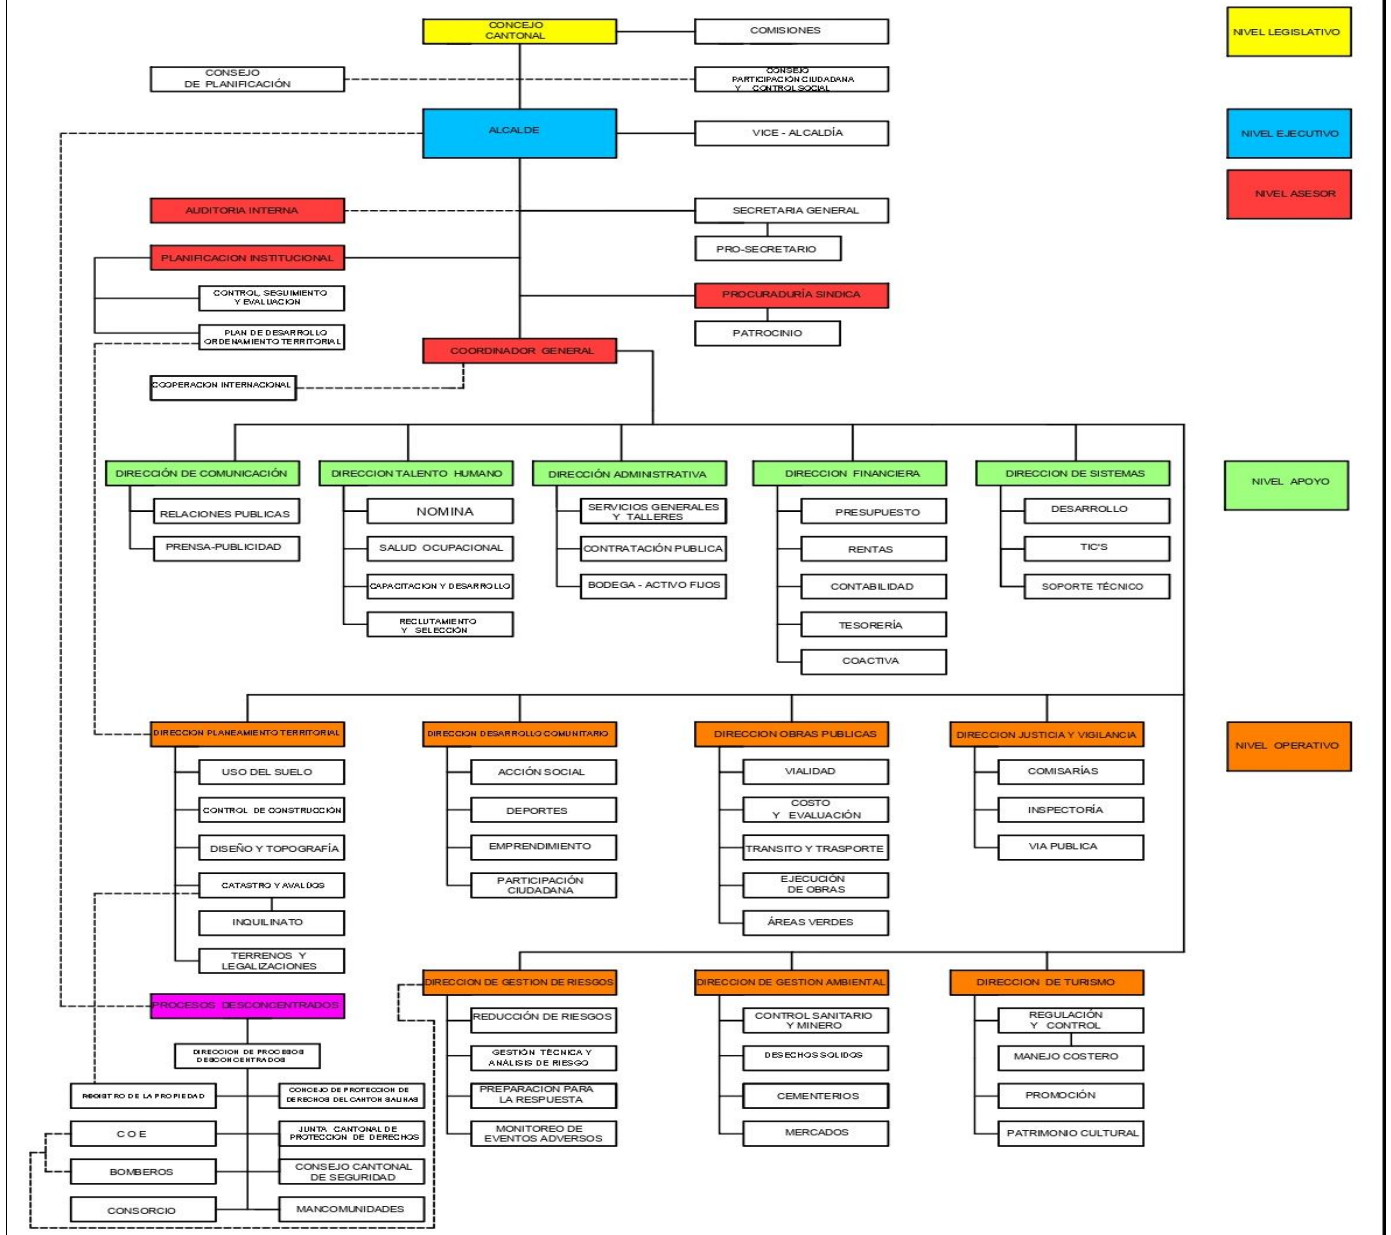 CONCEJO
CANTONAL
COMISIONES
NIVEL LEGISLATIVO
CONSEJO
DE PLANIFICACIÓN
CONSEJO
PARTICIPACIÓN CIUDADANA
Y CONTROL SOCIAL
ALCALDE
VICE - ALCALDÍA
NIVEL EJECUTIVO
NIVEL ASESOR
AUDITORIA INTERNA
SECRETARIA GENERAL
PRO-SECRETARIO
PLANIFICACION INSTITUCIONAL
CONTROL, SEGUIMIENTO
Y EVALUACION
PROCURADURÍA SINDICA
PLAN DE DESARROLLO
ORDENAMIENTO TERRITORIAL
PATROCINIO
COORDINADOR GENERAL
COOPERACION INTERNACIONAL
DIRECCIÓN DE COMUNICACIÓN
DIRECCION TALENTO HUMANO
DIRECCIÓN ADMINISTRATIVA
DIRECCION FINANCIERA
DIRECCION DE SISTEMAS
NIVEL APOYO
RELACIONES PUBLICAS
PRENSA-PUBLICIDAD
NOMINA
SALUD OCUPACIONAL
CAPACITACION Y DESARROLLO
RECLUTAMIENTO
Y SELECCIÓN
SERVICIOS GENERALES
Y TALLERES
CONTRATACIÓN PUBLICA
BODEGA - ACTIVO FIJOS
PRESUPUESTO
RENTAS
CONTABILIDAD
TESORERÍA
COACTIVA
DESARROLLO
TIC'S
SOPORTE TÉCNICO
DIRECCION PLANEAMIENTO TERRITORIAL
DIRECCION DESARROLLO COMUNITARIO
DIRECCION OBRAS PUBLICAS
DIRECCION JUSTICIA Y VIGILANCIA
NIVEL OPERATIVO
USO DEL SUELO
CONTROL DE CONSTRUCCIÓN
DISEÑO Y TOPOGRAFÍA
CATASTRO Y AVALÚOS
INQUILINATO
TERRENOS Y
LEGALIZACIONES
ACCIÓN SOCIAL
DEPORTES
EMPRENDIMIENTO
PARTICIPACIÓN
CIUDADANA
VIALIDAD
COSTO
Y EVALUACIÓN
TRANSITO Y TRASPORTE
EJECUCIÓN
DE OBRAS
ÁREAS VERDES
COMISARÍAS
INSPECTORÍA
VIA PUBLICA
PROCESOS DESCONCENTRADOS
DIRECCION DE GESTION DE RIESGOS
DIRECCION DE GESTION AMBIENTAL
DIRECCION DE TURISMO
DIRECCION DE PROCESOS
DESCONCENTRADOS
REGISTRO DE LA PROPIEDAD
CONCEJO DE PROTECCION DE
DERECHOS DEL CANTON SALINAS
C O E
JUNTA CANTONAL DE
PROTECCION DE DERECHOS
BOMBEROS
CONSEJO CANTONAL
DE SEGURIDAD
CONSORCIO
MANCOMUNIDADES
REDUCCIÓN DE RIESGOS
GESTIÓN TÉCNICA Y
ANÁLISIS DE RIESGO
PREPARACION PARA
LA RESPUESTA
MONITOREO DE
EVENTOS ADVERSOS
CONTROL SANITARIO
Y MINERO
DESECHOS SOLIDOS
CEMENTERIOS
MERCADOS
REGULACIÓN
Y CONTROL
MANEJO COSTERO
PROMOCIÓN
PATRIMONIO CULTURAL